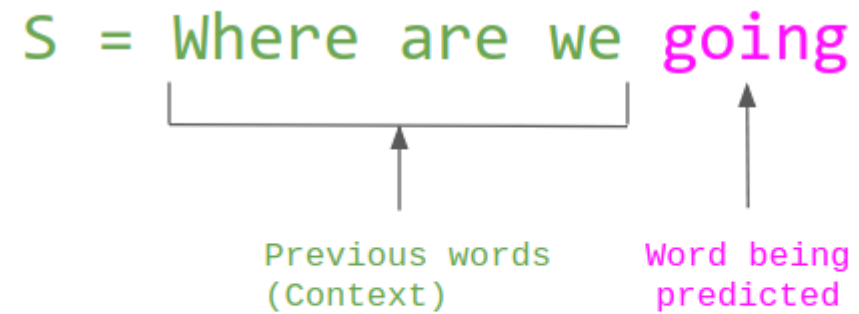 S = Where are we going
Previous words
(Context)
Word being
predicted